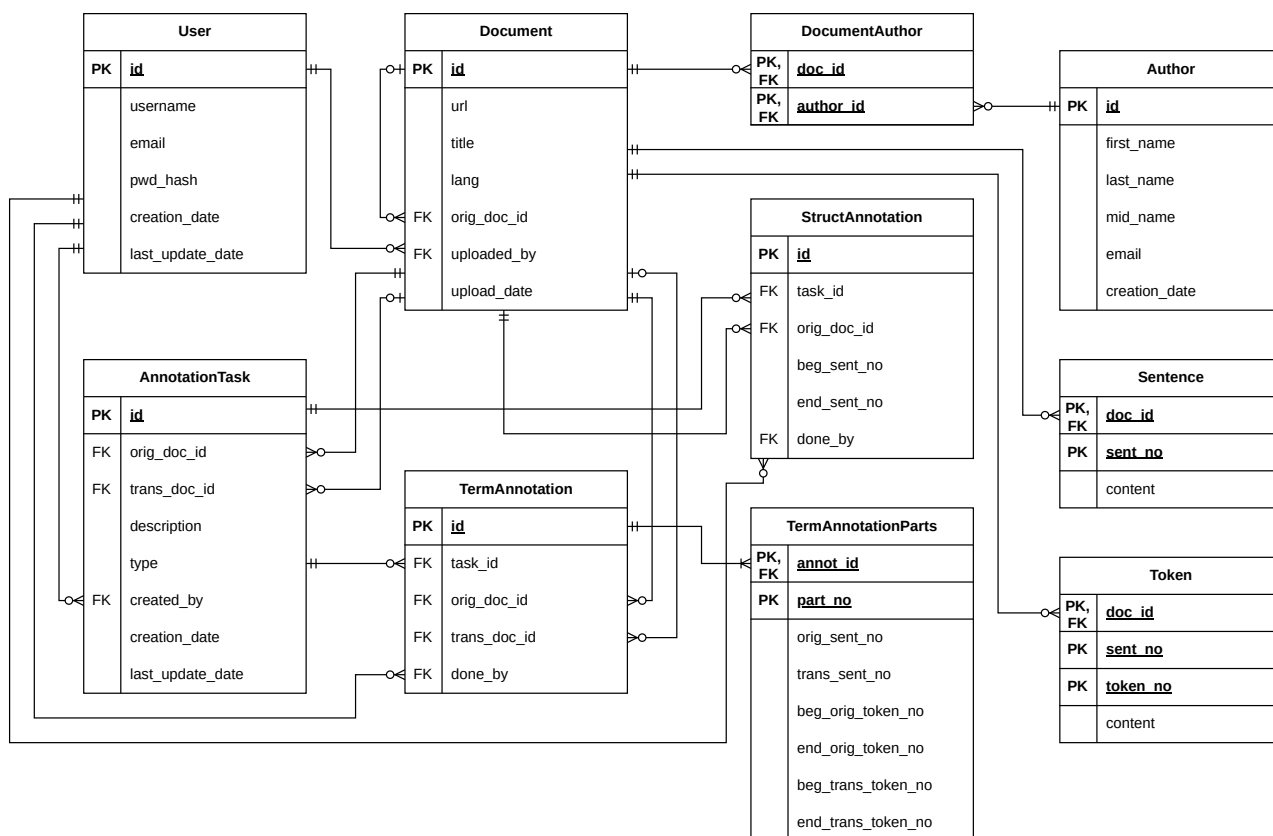 User
PK id
username
email
pwd_hash
creation_date
last_update_date
Document
PK id
url
title
lang
FK orig_doc_id
FK uploaded_by
upload_date
DocumentAuthor
PK, FK doc_id
PK, FK author_id
Author
PK id
first_name
last_name
mid_name
email
creation_date
StructAnnotation
PK id
FK task_id
FK orig_doc_id
beg_sent_no
end_sent_no
FK done_by
AnnotationTask
PK id
FK orig_doc_id
FK trans_doc_id
description
type
FK created_by
creation_date
last_update_date
TermAnnotation
PK id
FK task_id
FK orig_doc_id
FK trans_doc_id
FK done_by
TermAnnotationParts
PK, FK annot_id
PK part_no
orig_sent_no
trans_sent_no
beg_orig_token_no
end_orig_token_no
beg_trans_token_no
end_trans_token_no
Sentence
PK, FK doc_id
PK sent_no
content
Token
PK, FK doc_id
PK sent_no
PK token_no
content